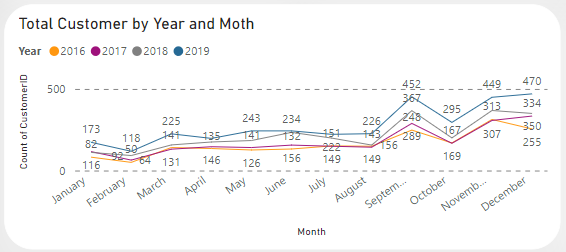 Total Customer by Year and Moth
Year 2016 2017 2018 2019
Count of CustomerID
500
0
173 118 225 135 243 234 151 226 452 295 449 470
82 50 141 141 132 222 143 367 167 313 334
92 64 156 248 350
116 131 146 126 156 149 149 289 169 307 255
January February March April May June July August Septem... October Novemb... December
Month